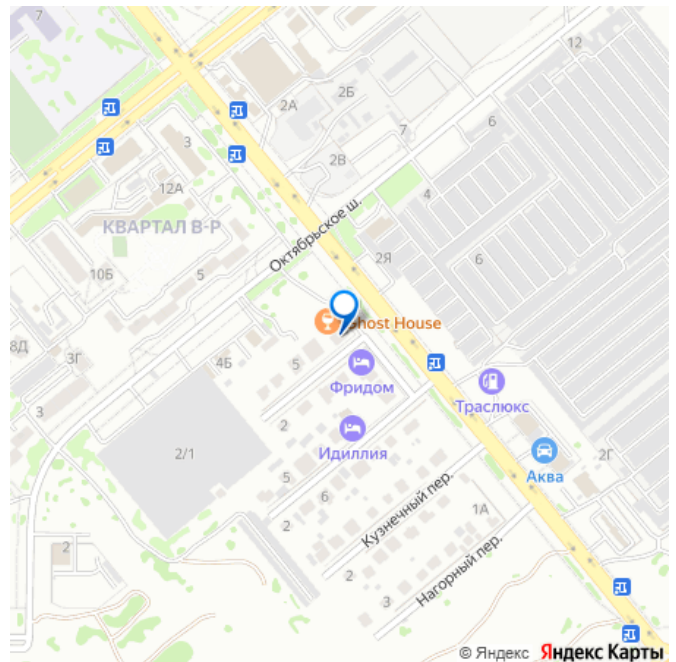 7
12
2Б
2А
6
7
3
2В
4
12А
КВАРТАЛ В-Р
Октябрьское ш.
2Я
6
10Б
5
Ghost House
8Д
3Г
4Б
5
Фридом
Траслюкс
3
2
2/1
Идиллия
2Г
Аква
5
6
Кузнечный пер.
1А
2
2
2
Нагорный пер.
3
© Яндекс Яндекс Карты